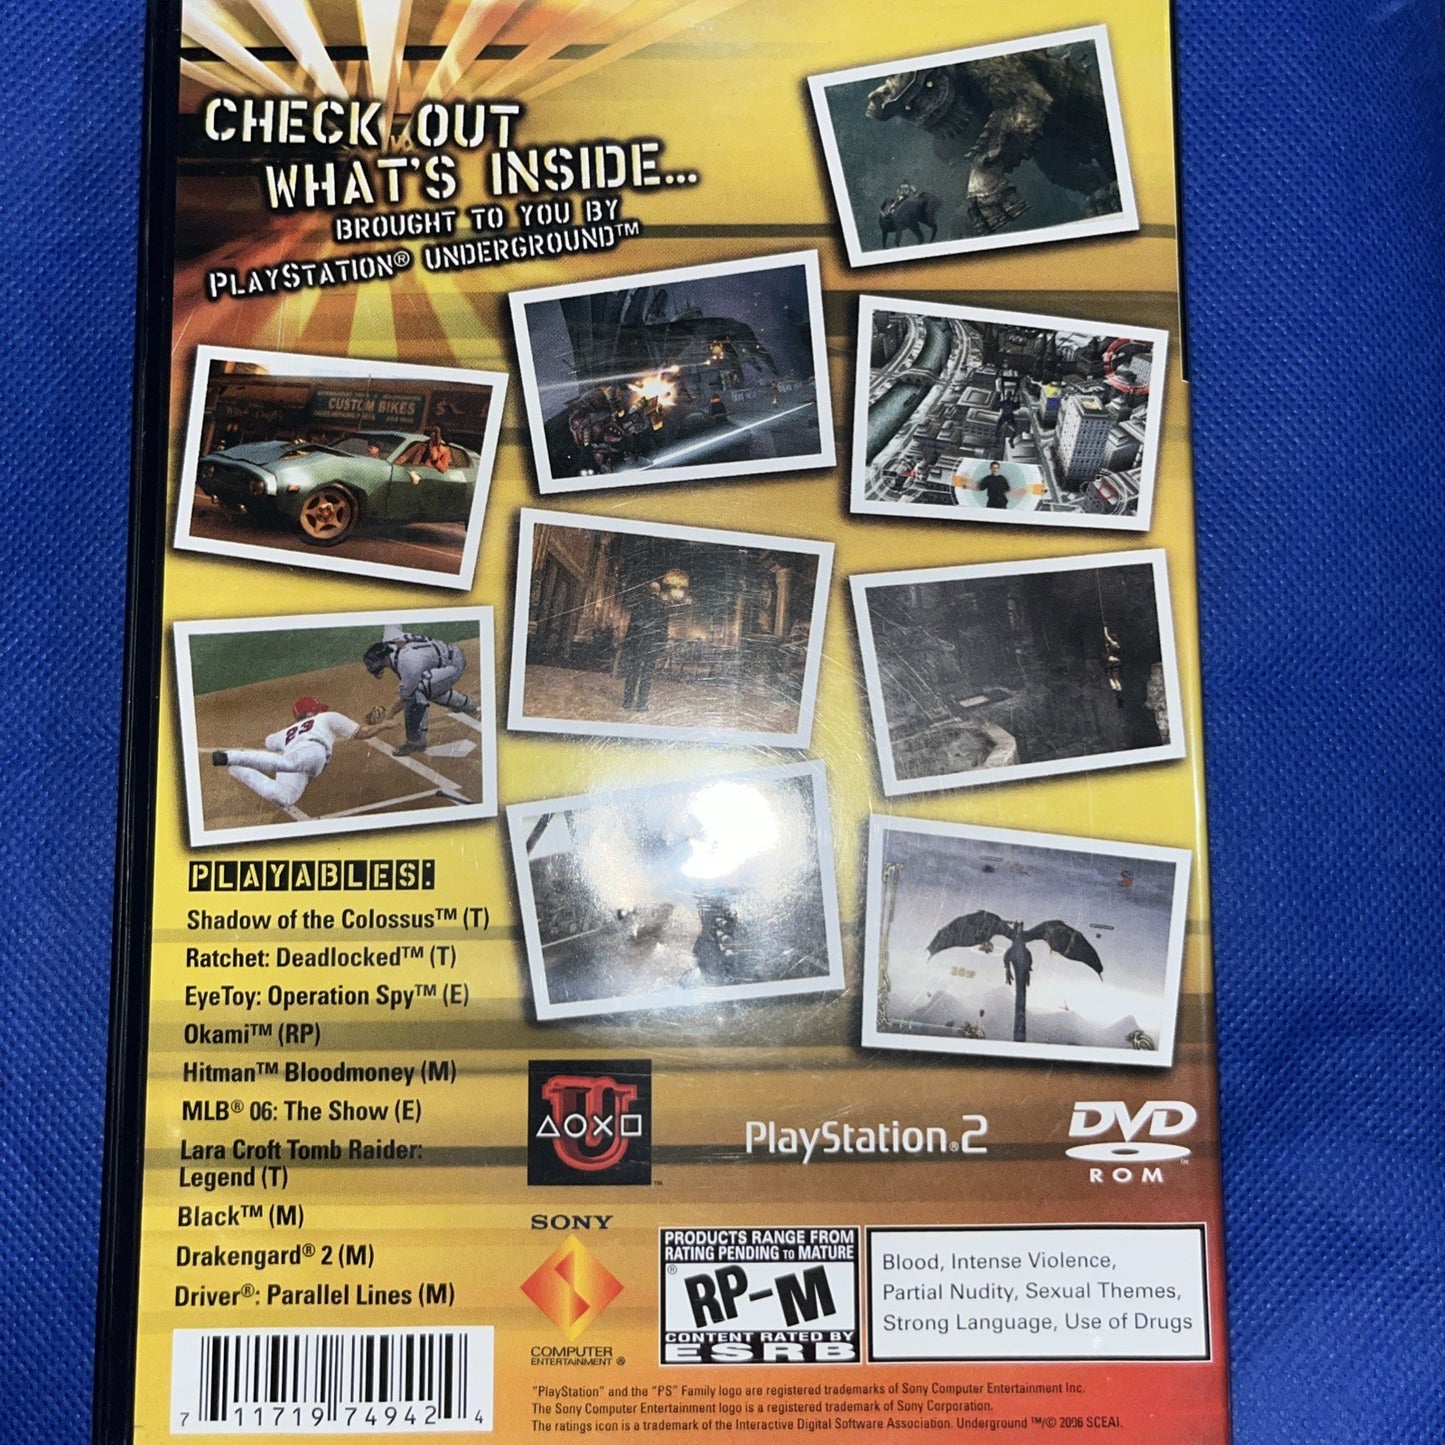 CHECK OUT
WHAT'S INSIDE...
BROUGHT TO YOU BY
PLAYSTATION® UNDERGROUND™
CUSTOM BIKES
23
PLAYABLES:
Shadow of the Colossus™ (T)
Ratchet: Deadlocked™ (T)
EyeToy: Operation Spy™ (E)
Okami™ (RP)
Hitman™ Bloodmoney (M)
MLB® 06: The Show (E)
Lara Croft Tomb Raider:
Legend (T)
Black™ (M)
Drakengard® 2 (M)
Driver®: Parallel Lines (M)
U
™
PlayStation®2
DVD
ROM
™
SONY
COMPUTER
ENTERTAINMENT ®
PRODUCTS RANGE FROM
RATING PENDING TO MATURE
®
RP-M
CONTENT RATED BY
ESRB
Blood, Intense Violence,
Partial Nudity, Sexual Themes,
Strong Language, Use of Drugs
7 11719 74942 4
"PlayStation" and the "PS" Family logo are registered trademarks of Sony Computer Entertainment Inc.
The Sony Computer Entertainment logo is a registered trademark of Sony Corporation.
The ratings icon is a trademark of the Interactive Digital Software Association. Underground ™/© 2006 SCEAI.